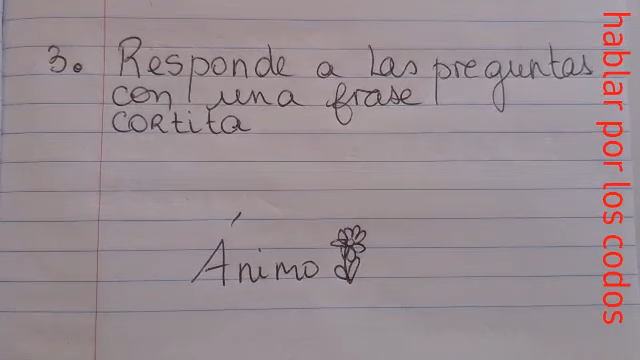 3. Responde a las preguntas
con una frase
cortita
Ánimo
hablar por los codos